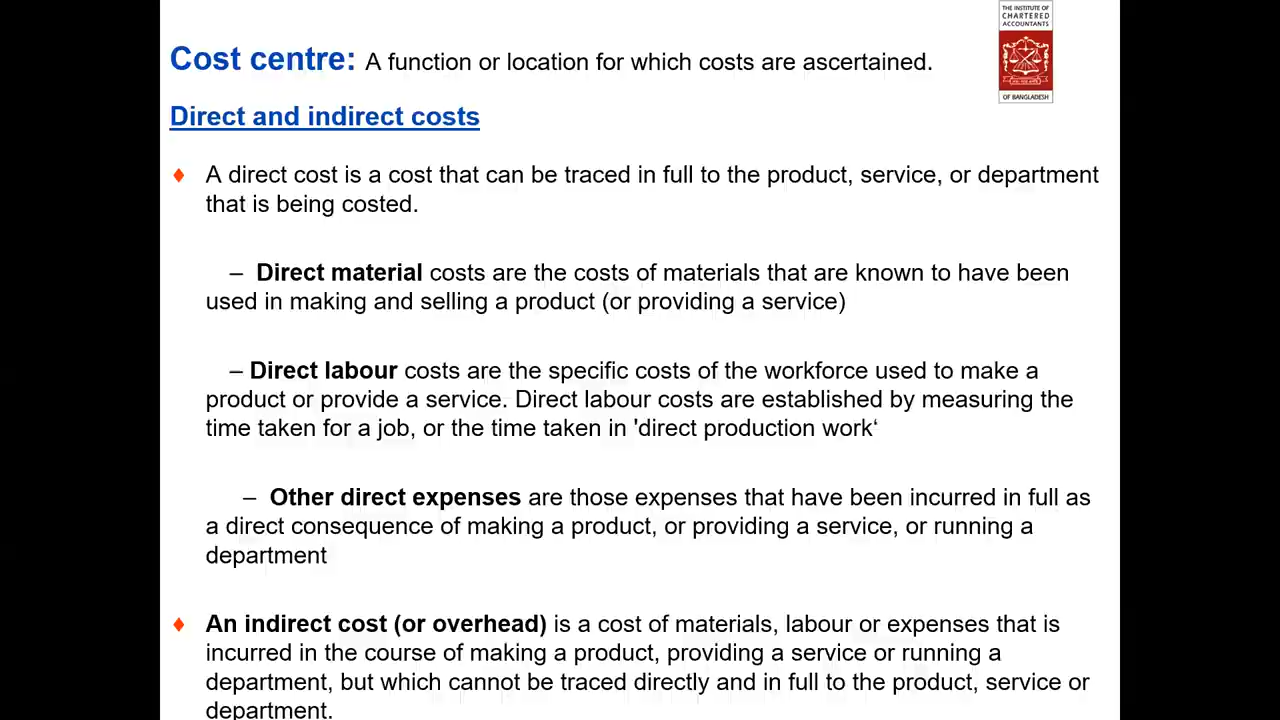 THE INSTITUTE OF
CHARTERED
ACCOUNTANTS
OF BANGLADESH
Cost centre: A function or location for which costs are ascertained.
Direct and indirect costs
♦ A direct cost is a cost that can be traced in full to the product, service, or department
that is being costed.
– Direct material costs are the costs of materials that are known to have been
used in making and selling a product (or providing a service)
– Direct labour costs are the specific costs of the workforce used to make a
product or provide a service. Direct labour costs are established by measuring the
time taken for a job, or the time taken in 'direct production work‘
– Other direct expenses are those expenses that have been incurred in full as
a direct consequence of making a product, or providing a service, or running a
department
♦ An indirect cost (or overhead) is a cost of materials, labour or expenses that is
incurred in the course of making a product, providing a service or running a
department, but which cannot be traced directly and in full to the product, service or
department.